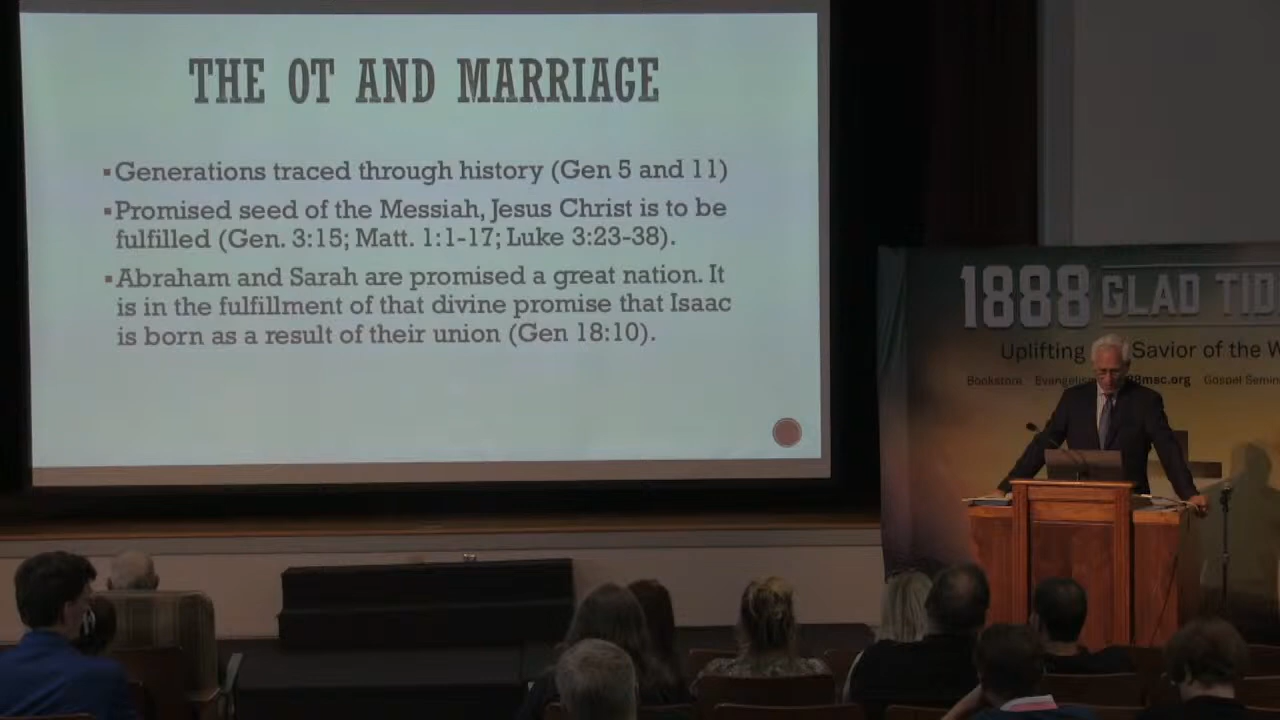 THE OT AND MARRIAGE
▪Generations traced through history (Gen 5 and 11)
▪Promised seed of the Messiah, Jesus Christ is to be
fulfilled (Gen. 3:15; Matt. 1:1-17; Luke 3:23-38).
▪Abraham and Sarah are promised a great nation. It
is in the fulfillment of that divine promise that Isaac
is born as a result of their union (Gen 18:10).
1888 GLAD TID
Uplifting Savior of the W
Bookstore · Evangelis 88msc.org Gospel Semin